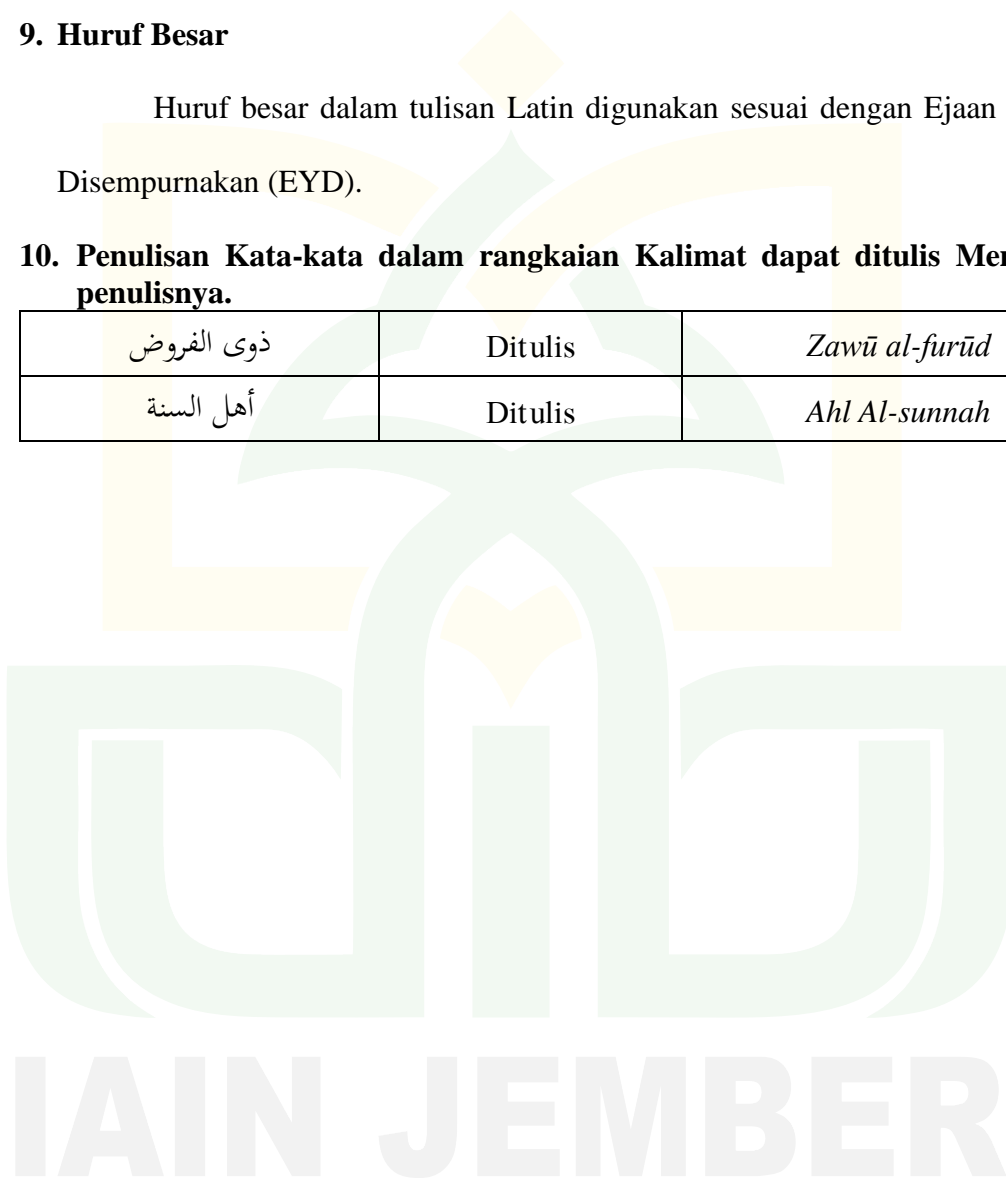 9. Huruf Besar
Huruf besar dalam tulisan Latin digunakan sesuai dengan Ejaan
Disempurnakan (EYD).
10. Penulisan Kata-kata dalam rangkaian Kalimat dapat ditulis
penulisnya.
ذوى الفروض Ditulis Zawū al-furūd
أهل السنة Ditulis Ahl Al-sunnah
IAIN JEMBER